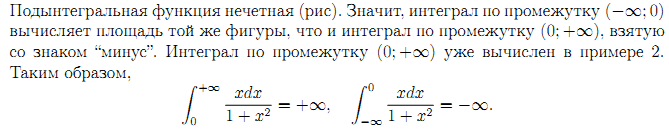 Подынтегральная функция нечетная (рис). Значит, интеграл по промежутку (−∞; 0)
вычисляет площадь той же фигуры, что и интеграл по промежутку (0; +∞), взятую
со знаком “минус”. Интеграл по промежутку (0; +∞) уже вычислен в примере 2.
Таким образом,
∫₀^{+∞} xdx/(1 + x²) = +∞, ∫_{−∞}^0 xdx/(1 + x²) = −∞.